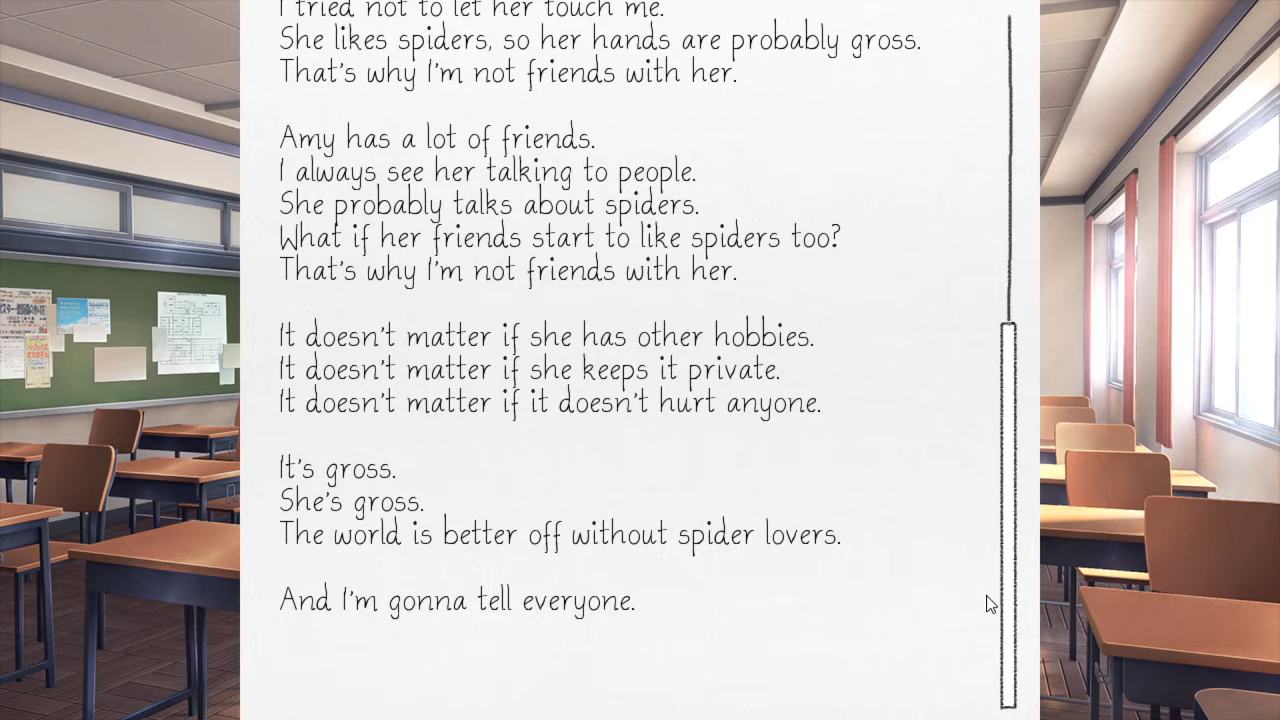 I tried not to let her touch me.
She likes spiders, so her hands are probably gross.
That's why I'm not friends with her.
Amy has a lot of friends.
I always see her talking to people.
She probably talks about spiders.
What if her friends start to like spiders too?
That's why I'm not friends with her.
It doesn't matter if she has other hobbies.
It doesn't matter if she keeps it private.
It doesn't matter if it doesn't hurt anyone.
It's gross.
She's gross.
The world is better off without spider lovers.
And I'm gonna tell everyone.